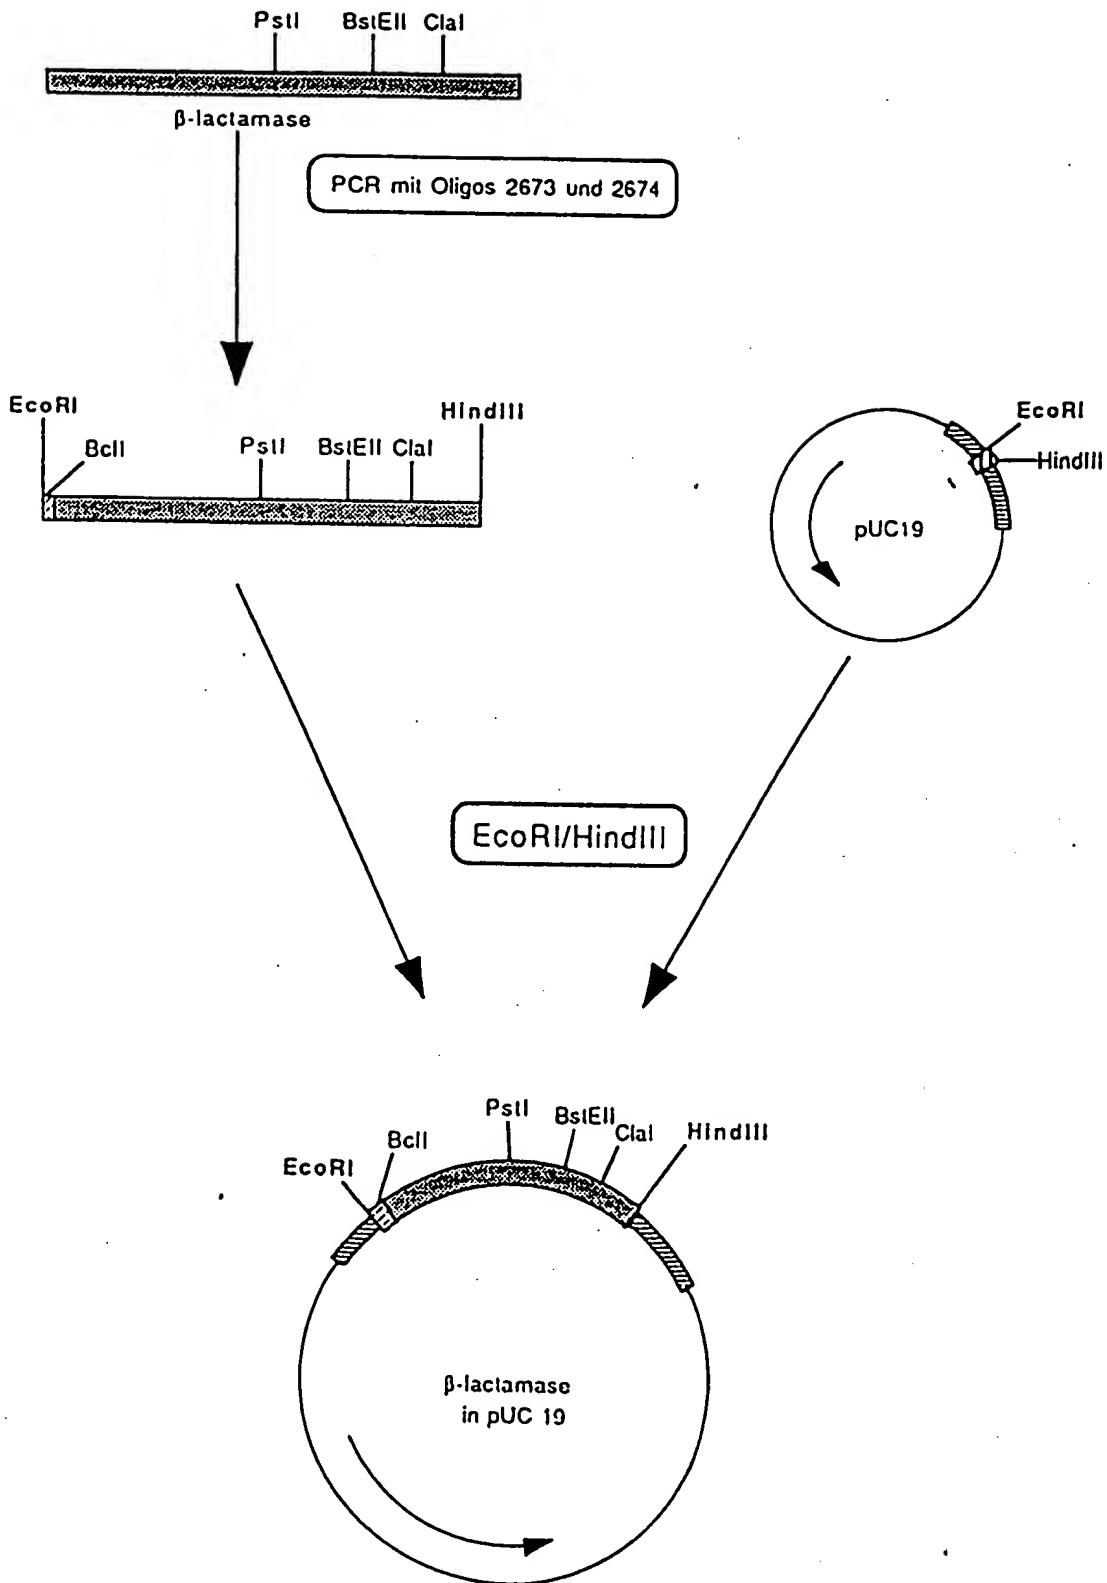 PstI BstEII ClaI
β-lactamase
PCR mit Oligos 2673 und 2674
EcoRI
BclI
PstI BstEII ClaI
HindIII
EcoRI
HindIII
pUC19
EcoRI/HindIII
EcoRI
BclI
PstI
BstEII
ClaI
HindIII
β-lactamase
in pUC 19